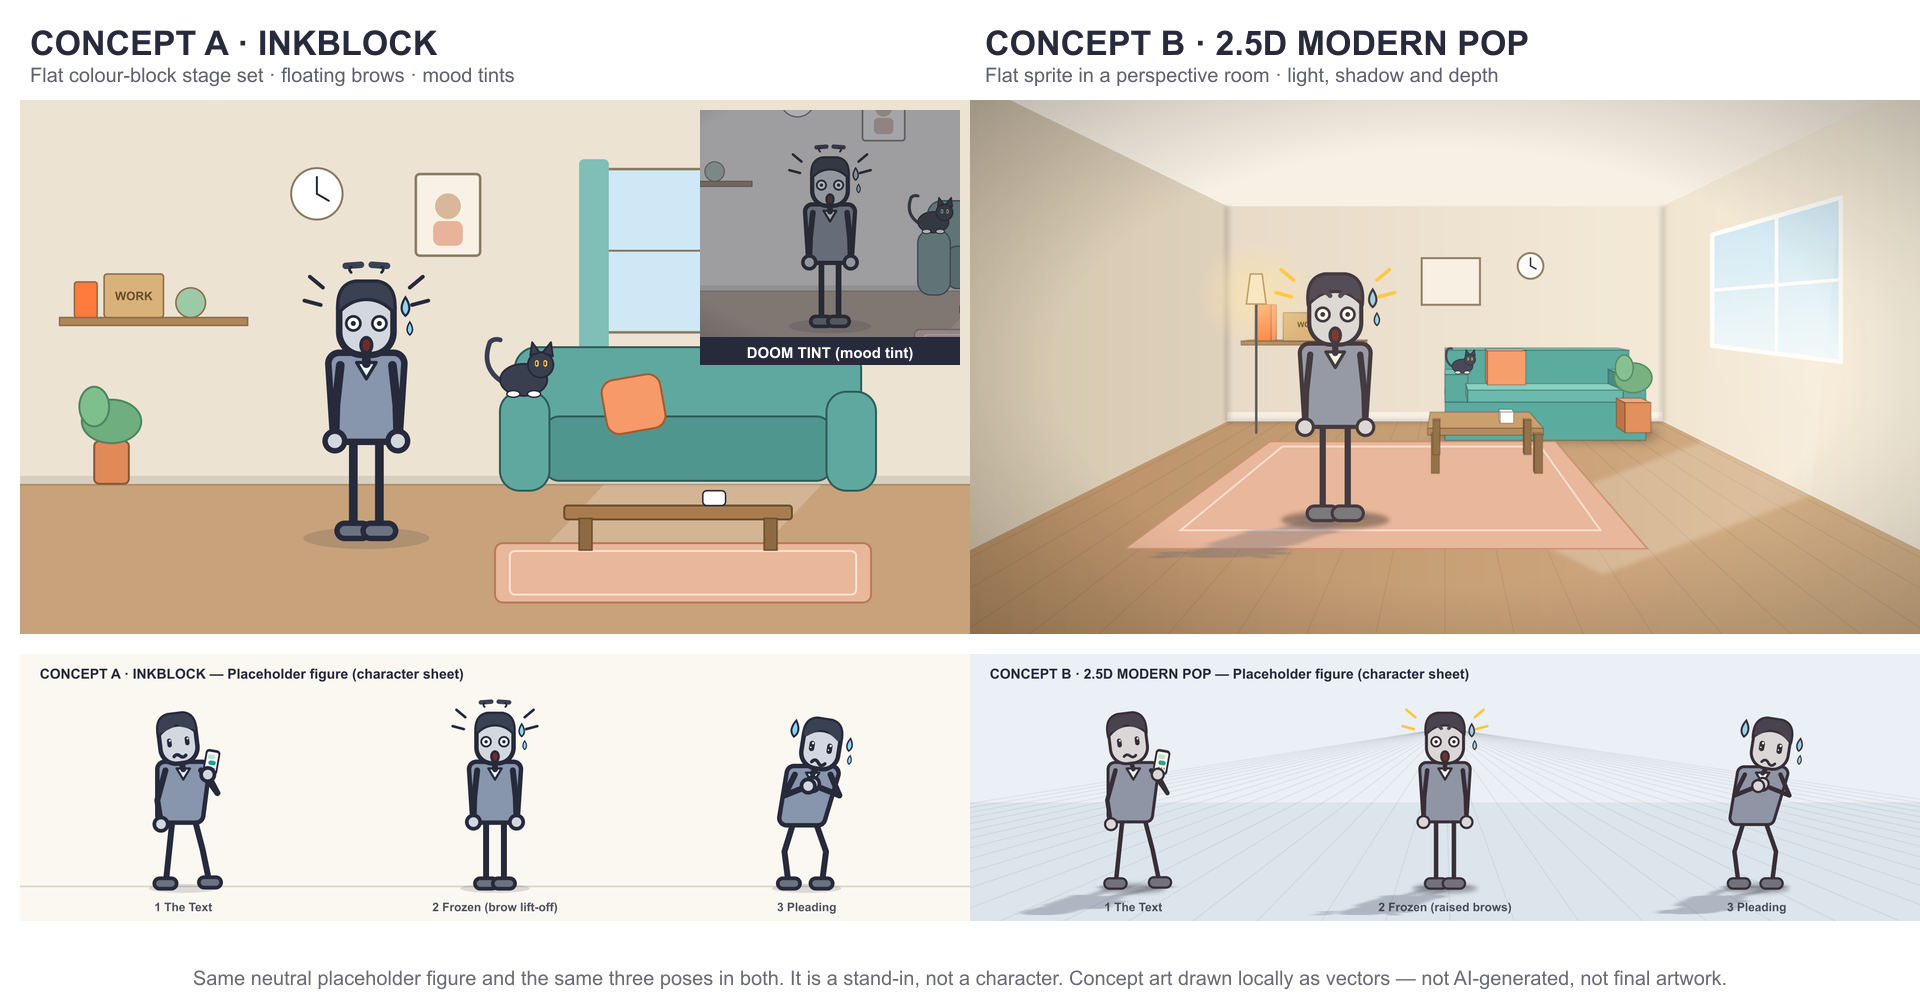 CONCEPT A · INKBLOCK
Flat colour-block stage set · floating brows · mood tints
CONCEPT B · 2.5D MODERN POP
Flat sprite in a perspective room · light, shadow and depth
WORK
DOOM TINT (mood tint)
CONCEPT A · INKBLOCK — Placeholder figure (character sheet)
1 The Text
2 Frozen (brow lift-off)
3 Pleading
CONCEPT B · 2.5D MODERN POP — Placeholder figure (character sheet)
1 The Text
2 Frozen (raised brows)
3 Pleading
Same neutral placeholder figure and the same three poses in both. It is a stand-in, not a character. Concept art drawn locally as vectors — not AI-generated, not final artwork.